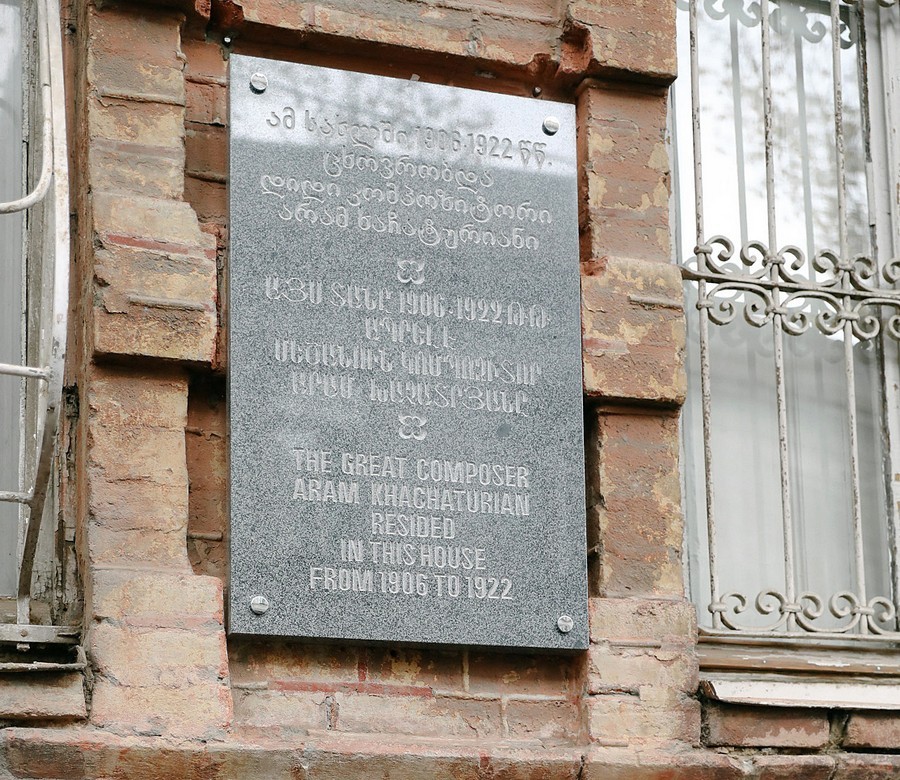 ამ სახლში 1906-1922 წწ.
ცხოვრობდა
დიდი კომპოზიტორი
არამ ხაჩატურიანი
ԱՅՍ ՏԱՆԸ 1906-1922 ԹԹ
ԱՊՐԵԼ Է
ՄԵԾԱՆՈՒՆ ԿՈՄՊՈԶԻՏՈՐ
ԱՐԱՄ ԽԱՉԱՏՐՅԱՆԸ
THE GREAT COMPOSER
ARAM KHACHATURIAN
RESIDED
IN THIS HOUSE
FROM 1906 TO 1922